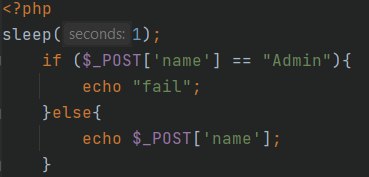 <?php
sleep( seconds: 1);
    if ($_POST['name'] == "Admin"){
        echo "fail";
    }else{
        echo $_POST['name'];
    }